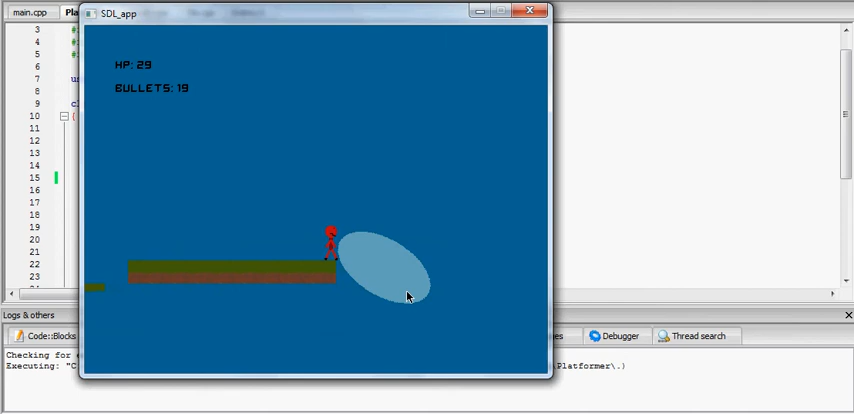 main.cpp
SDL_app
3
4
5
6
7
8
9
10
11
12
13
14
15
16
17
18
19
20
21
22
23
HP: 29
BULLETS: 19
Logs & others
Code::Blocks
Debugger
Thread search
Checking for
Executing: "C
\Platformer\.)